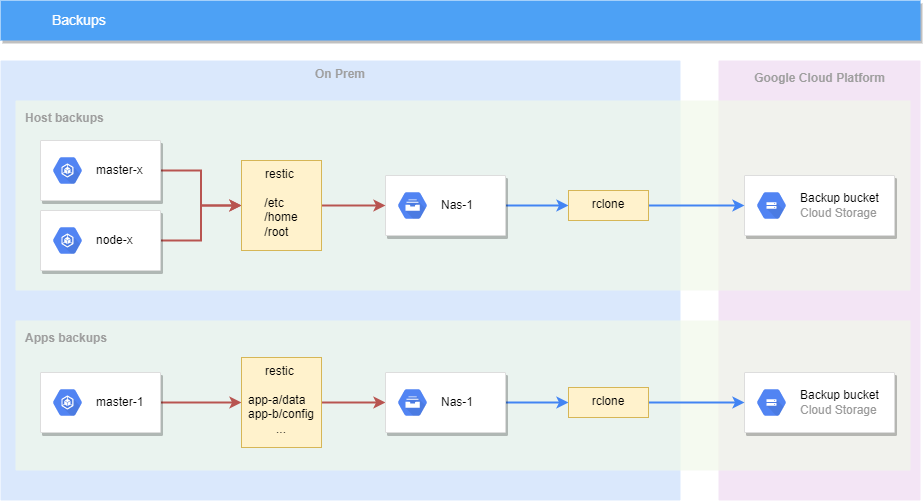 Backups
On Prem
Google Cloud Platform
Host backups
master-x
node-x
restic
/etc
/home
/root
Nas-1
rclone
Backup bucket
Cloud Storage
Apps backups
master-1
restic
app-a/data
app-b/config
...
Nas-1
rclone
Backup bucket
Cloud Storage